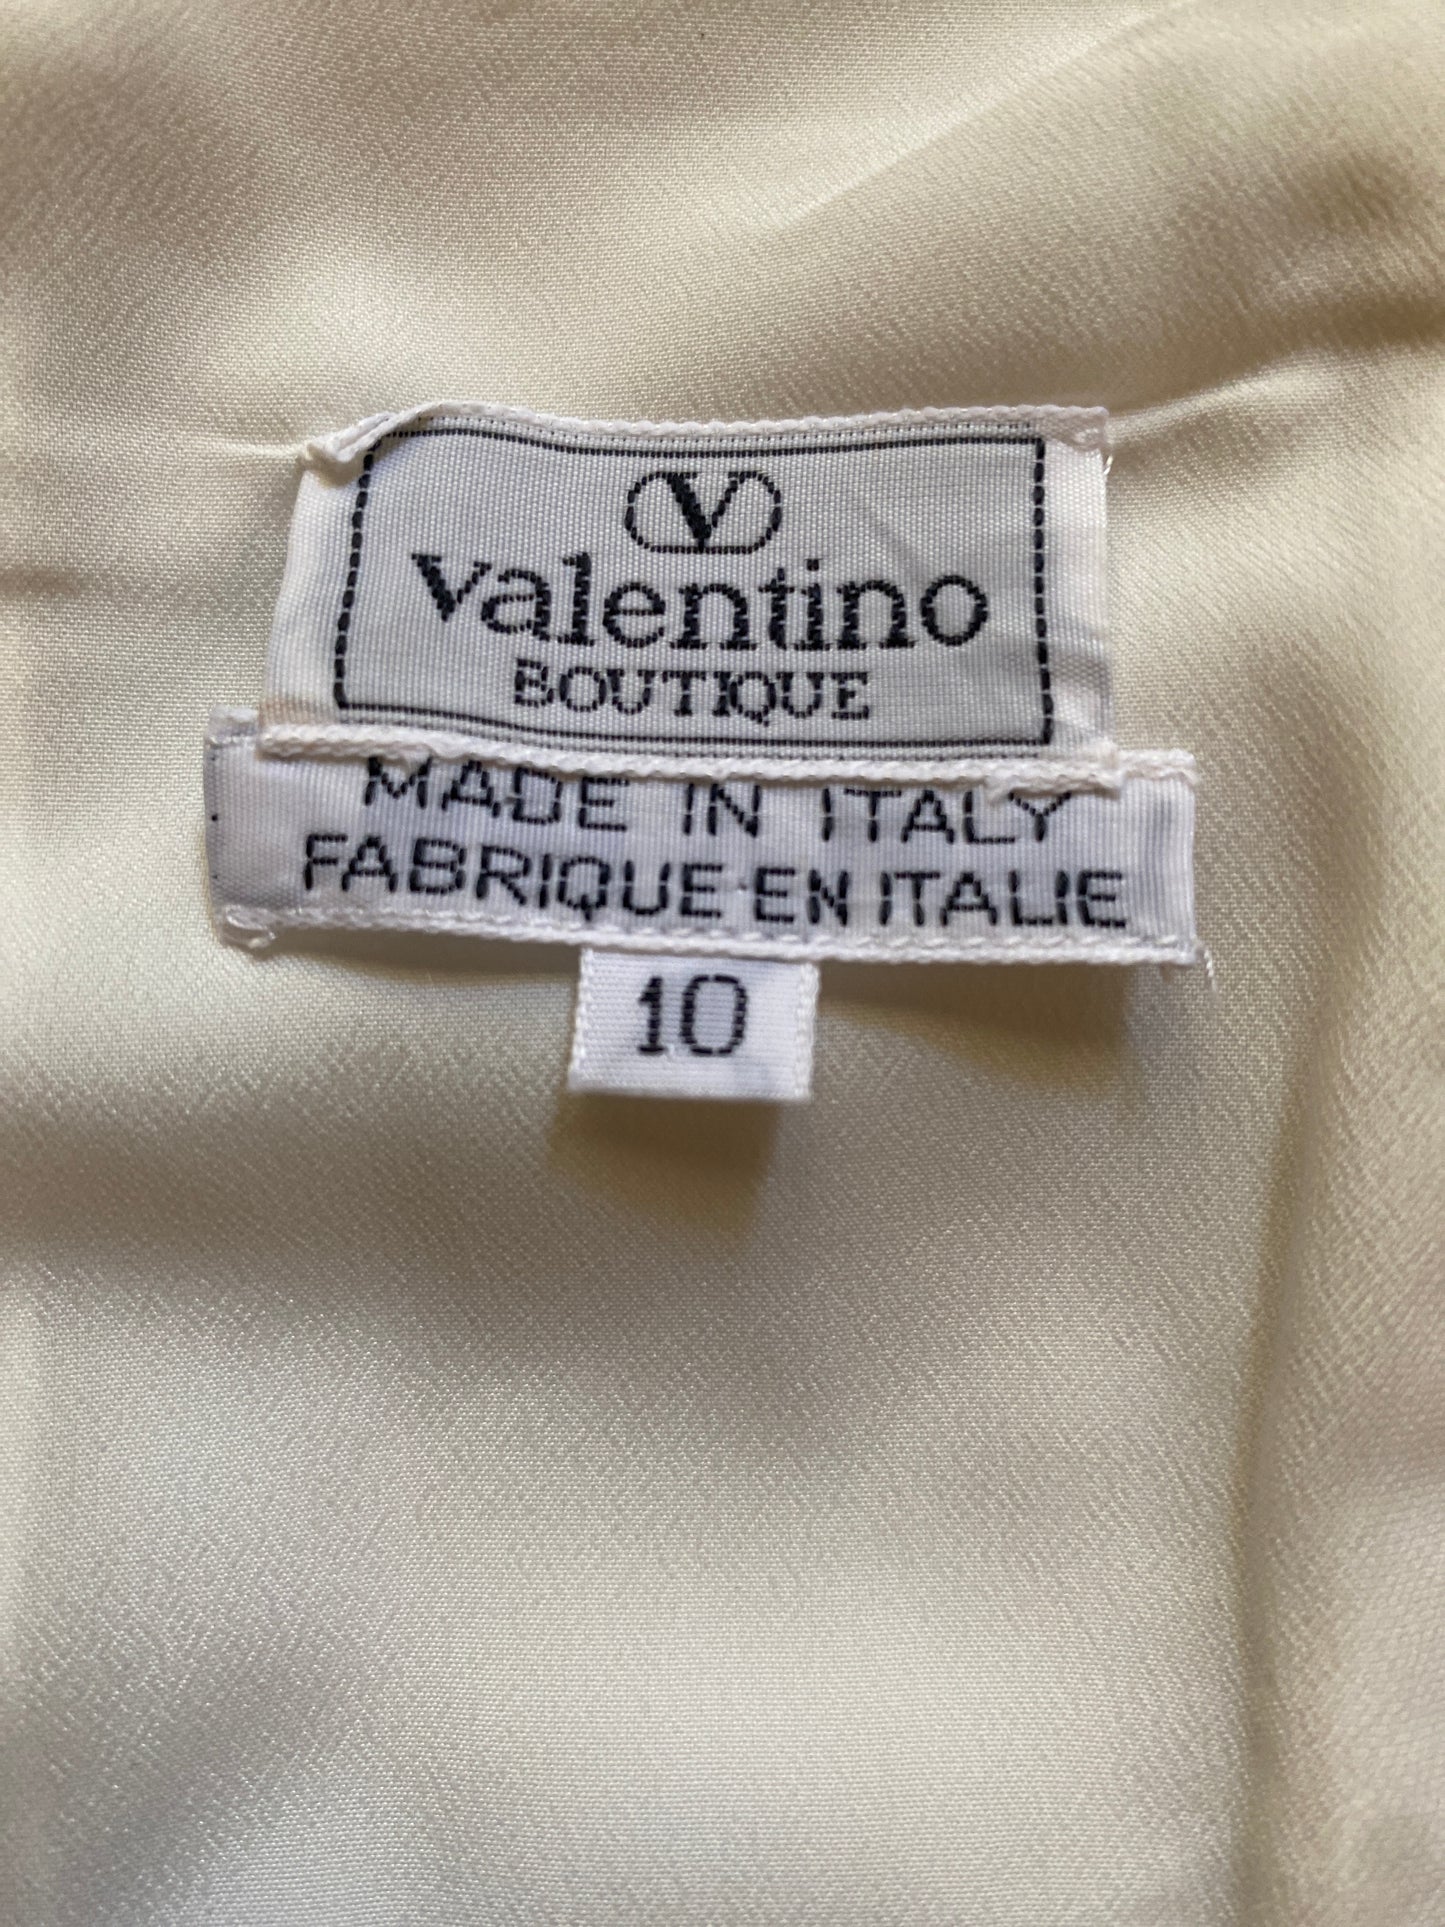 V
valentino
BOUTIQUE
MADE IN ITALY
FABRIQUE EN ITALIE
10